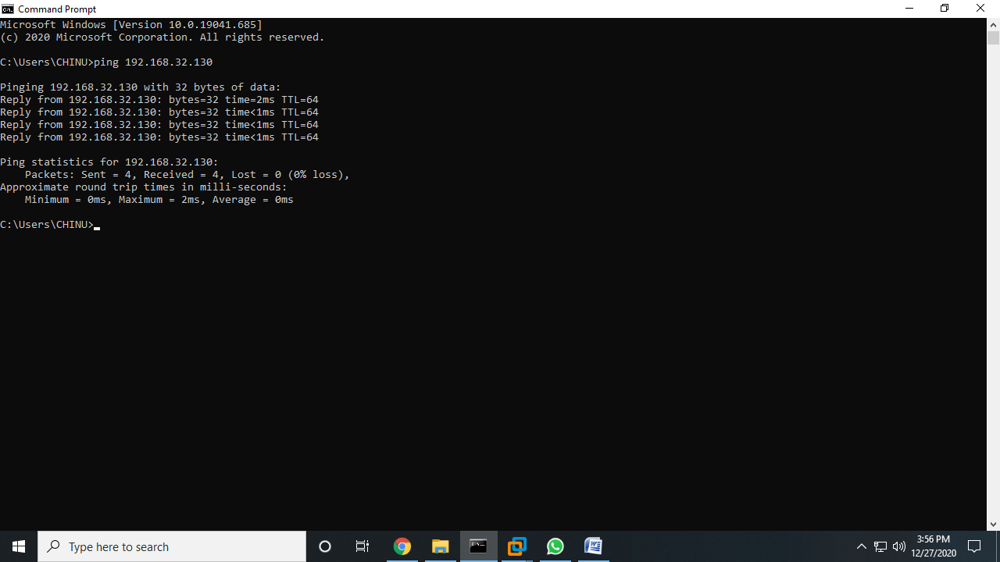 Command Prompt
Microsoft Windows [Version 10.0.19041.685]
(c) 2020 Microsoft Corporation. All rights reserved.
C:\Users\CHINU>ping 192.168.32.130
Pinging 192.168.32.130 with 32 bytes of data:
Reply from 192.168.32.130: bytes=32 time=2ms TTL=64
Reply from 192.168.32.130: bytes=32 time<1ms TTL=64
Reply from 192.168.32.130: bytes=32 time<1ms TTL=64
Reply from 192.168.32.130: bytes=32 time<1ms TTL=64
Ping statistics for 192.168.32.130:
    Packets: Sent = 4, Received = 4, Lost = 0 (0% loss),
Approximate round trip times in milli-seconds:
    Minimum = 0ms, Maximum = 2ms, Average = 0ms
C:\Users\CHINU>
Type here to search
3:56 PM
12/27/2020